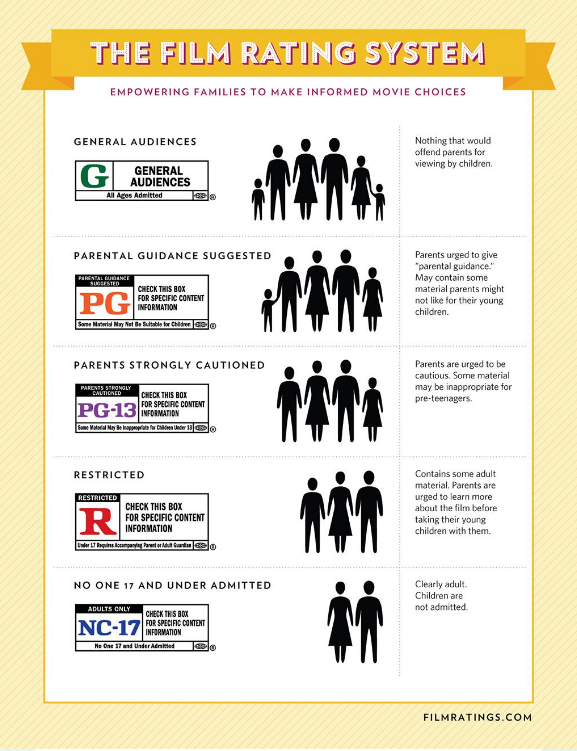 THE FILM RATING SYSTEM
EMPOWERING FAMILIES TO MAKE INFORMED MOVIE CHOICES
GENERAL AUDIENCES
G
GENERAL
AUDIENCES
All Ages Admitted
®
Nothing that would
offend parents for
viewing by children.
PARENTAL GUIDANCE SUGGESTED
PARENTAL GUIDANCE
SUGGESTED
PG
CHECK THIS BOX
FOR SPECIFIC CONTENT
INFORMATION
Some Material May Not Be Suitable for Children
®
Parents urged to give
“parental guidance.”
May contain some
material parents might
not like for their young
children.
PARENTS STRONGLY CAUTIONED
PARENTS STRONGLY
CAUTIONED
PG-13
CHECK THIS BOX
FOR SPECIFIC CONTENT
INFORMATION
Some Material May Be Inappropriate for Children Under 13
®
Parents are urged to be
cautious. Some material
may be inappropriate for
pre-teenagers.
RESTRICTED
RESTRICTED
R
CHECK THIS BOX
FOR SPECIFIC CONTENT
INFORMATION
Under 17 Requires Accompanying Parent or Adult Guardian
®
Contains some adult
material. Parents are
urged to learn more
about the film before
taking their young
children with them.
NO ONE 17 AND UNDER ADMITTED
ADULTS ONLY
NC-17
CHECK THIS BOX
FOR SPECIFIC CONTENT
INFORMATION
No One 17 and Under Admitted
®
Clearly adult.
Children are
not admitted.
FILMRATINGS.COM